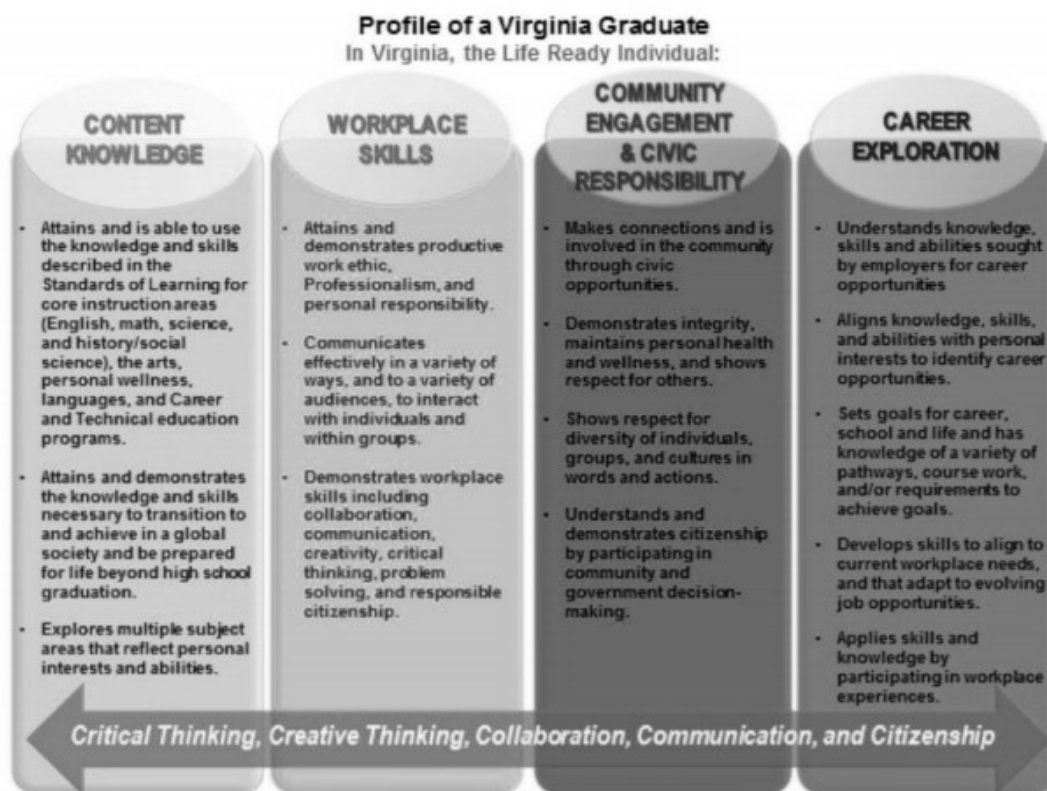 Profile of a Virginia Graduate
In Virginia, the Life Ready Individual:
CONTENT
KNOWLEDGE
• Attains and is able to use
the knowledge and skills
described in the
Standards of Learning for
core instruction areas
(English, math, science,
and history/social
science), the arts,
personal wellness,
languages, and Career
and Technical education
programs.
• Attains and demonstrates
the knowledge and skills
necessary to transition to
and achieve in a global
society and be prepared
for life beyond high school
graduation.
• Explores multiple subject
areas that reflect personal
interests and abilities.
WORKPLACE
SKILLS
• Attains and
demonstrates productive
work ethic,
Professionalism, and
personal responsibility.
• Communicates
effectively in a variety of
ways, and to a variety of
audiences, to interact
with individuals and
within groups.
• Demonstrates workplace
skills including
collaboration,
communication,
creativity, critical
thinking, problem
solving, and responsible
citizenship.
COMMUNITY
ENGAGEMENT
& CIVIC
RESPONSIBILITY
• Makes connections and is
involved in the community
through civic
opportunities.
• Demonstrates integrity,
maintains personal health
and wellness, and shows
respect for others.
• Shows respect for
diversity of individuals,
groups, and cultures in
words and actions.
• Understands and
demonstrates citizenship
by participating in
community and
government decision-
making.
CAREER
EXPLORATION
• Understands knowledge,
skills and abilities sought
by employers for career
opportunities
• Aligns knowledge, skills,
and abilities with personal
interests to identify career
opportunities.
• Sets goals for career,
school and life and has
knowledge of a variety of
pathways, course work,
and/or requirements to
achieve goals.
• Develops skills to align to
current workplace needs,
and that adapt to evolving
job opportunities.
• Applies skills and
knowledge by
participating in workplace
experiences.
Critical Thinking, Creative Thinking, Collaboration, Communication, and Citizenship